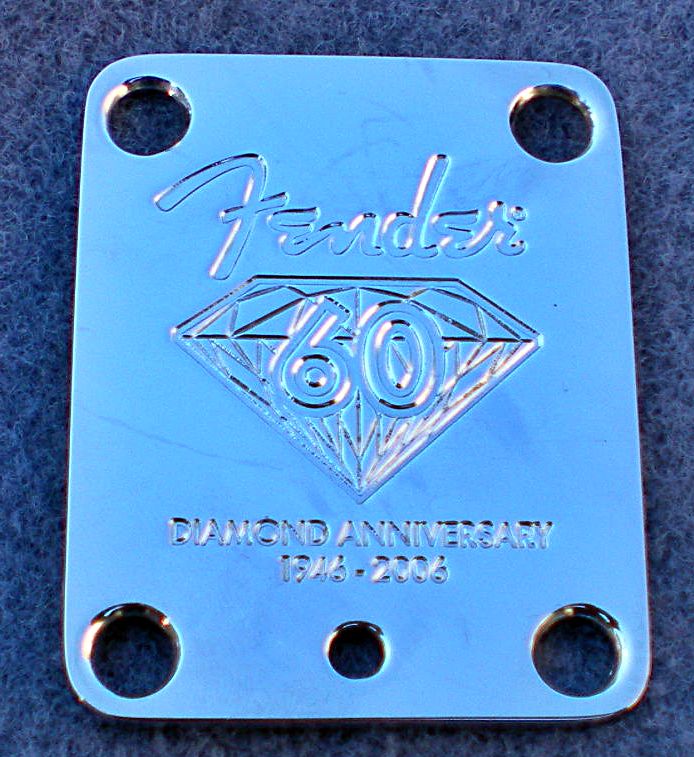 Fender
60
DIAMOND ANNIVERSARY
1946 - 2006